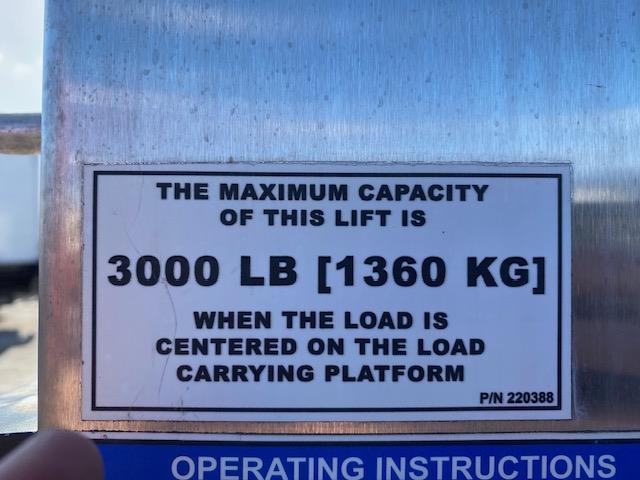 THE MAXIMUM CAPACITY
OF THIS LIFT IS
3000 LB [1360 KG]
WHEN THE LOAD IS
CENTERED ON THE LOAD
CARRYING PLATFORM
P/N 220388
OPERATING INSTRUCTIONS